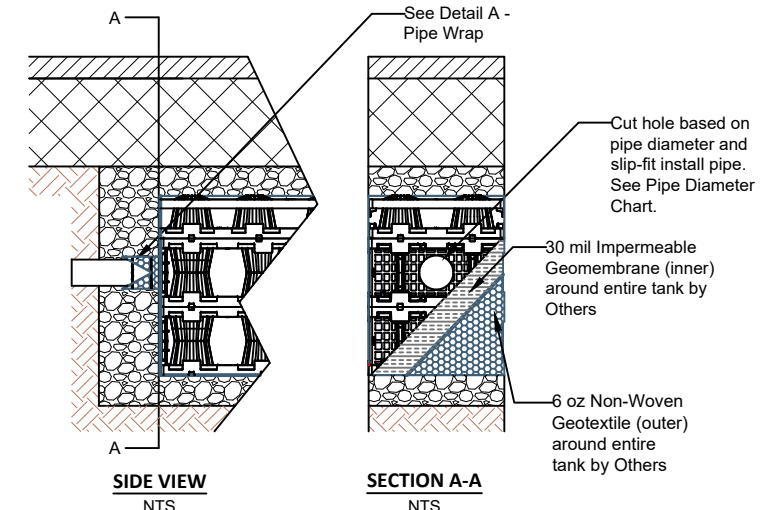 A
See Detail A -
Pipe Wrap
Cut hole based on
pipe diameter and
slip-fit install pipe.
See Pipe Diameter
Chart.
30 mil Impermeable
Geomembrane (inner)
around entire tank by
Others
6 oz Non-Woven
Geotextile (outer)
around entire
tank by Others
A
SIDE VIEW
NTS
SECTION A-A
NTS